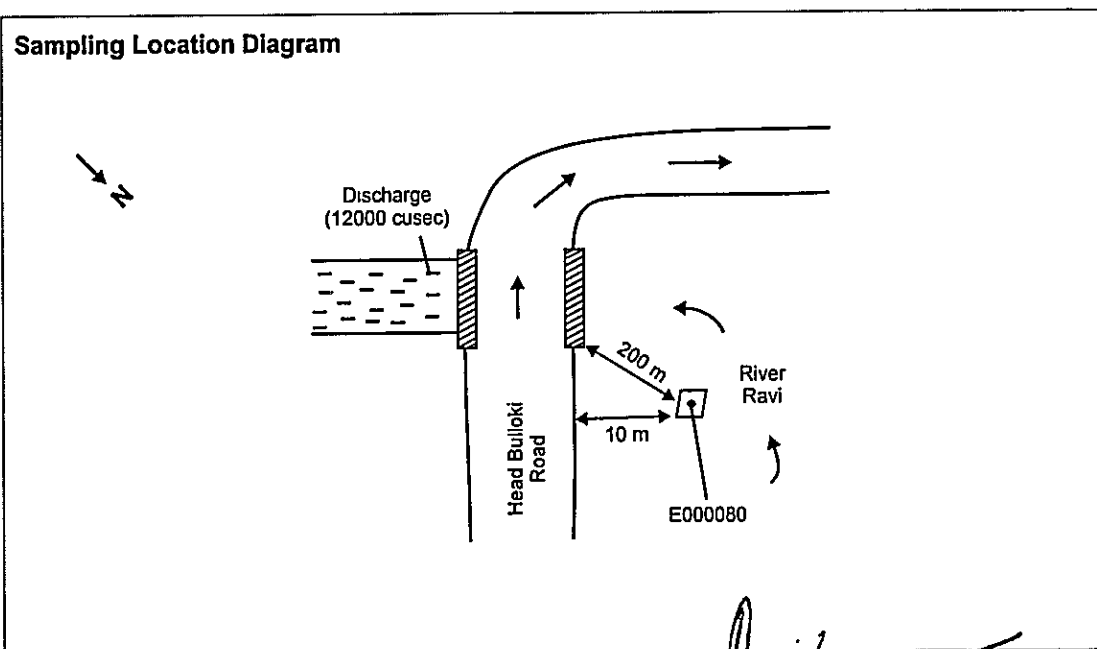 Sampling Location Diagram
N
Discharge
(12000 cusec)
200 m
River
Ravi
10 m
Head Bulloki
Road
E000080